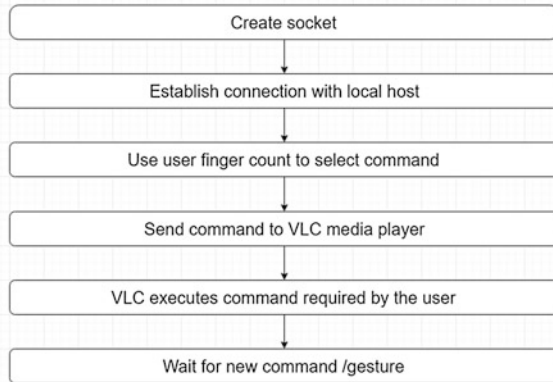 Create socket
Establish connection with local host
Use user finger count to select command
Send command to VLC media player
VLC executes command required by the user
Wait for new command /gesture